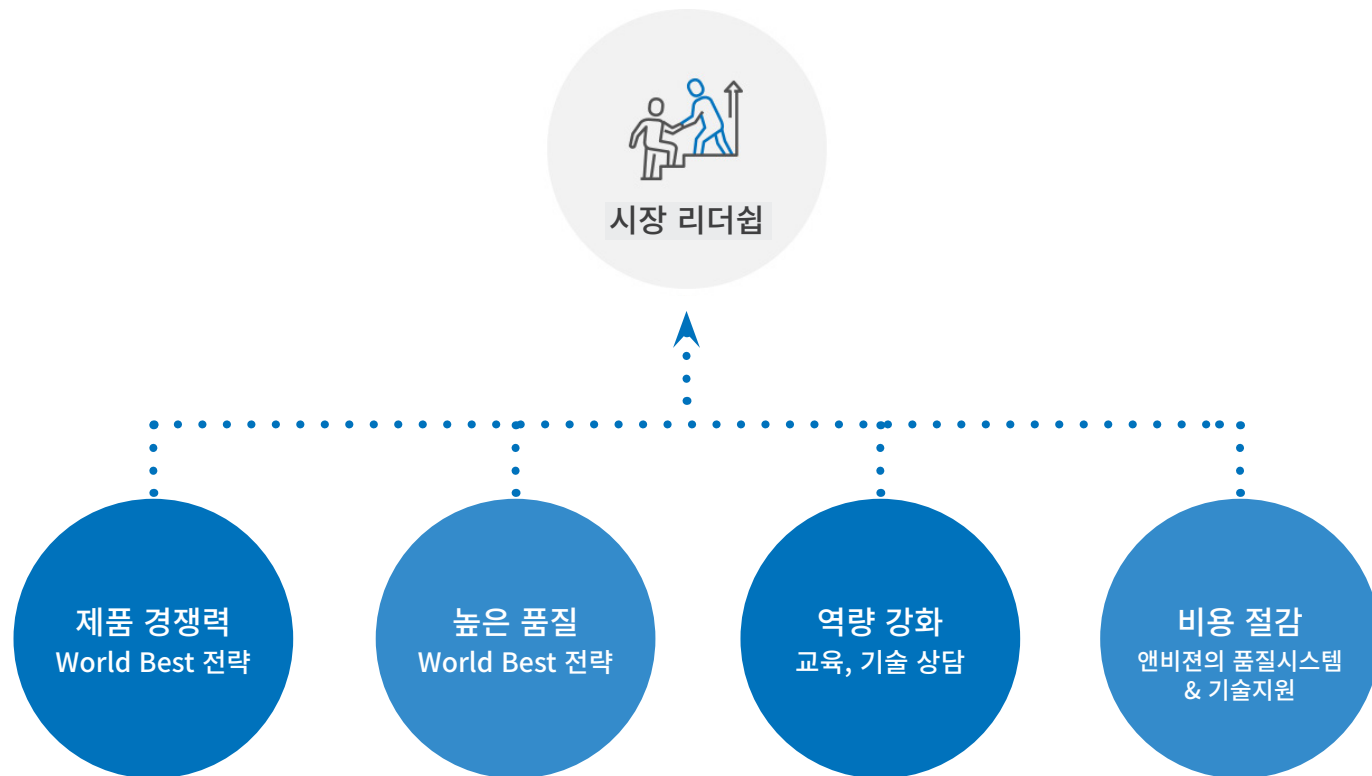 시장 리더쉽
제품 경쟁력
World Best 전략
높은 품질
World Best 전략
역량 강화
교육, 기술 상담
비용 절감
앤비젼의 품질시스템
& 기술지원